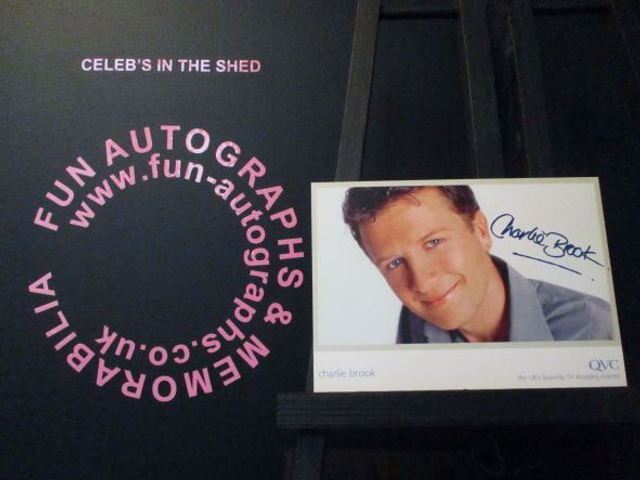 CELEB'S IN THE SHED
FUN AUTOGRAPHS & MEMORABILIA
www.fun-autographs.co.uk
Charlie Brook
charlie brook
QVC
the UK's favourite TV shopping channel